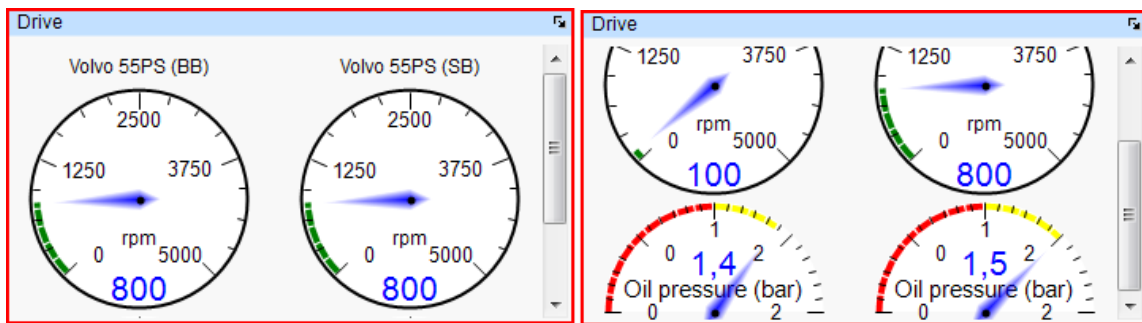 Drive
Volvo 55PS (BB) Volvo 55PS (SB)
2500 2500
1250 3750 1250 3750
rpm rpm
0 5000 0 5000
800 800
Drive
1250 3750 1250 3750
rpm rpm
0 5000 0 5000
100 800
1 1
0 2 0 2
1,4 1,5
Oil pressure (bar) Oil pressure (bar)
0 2 0 2